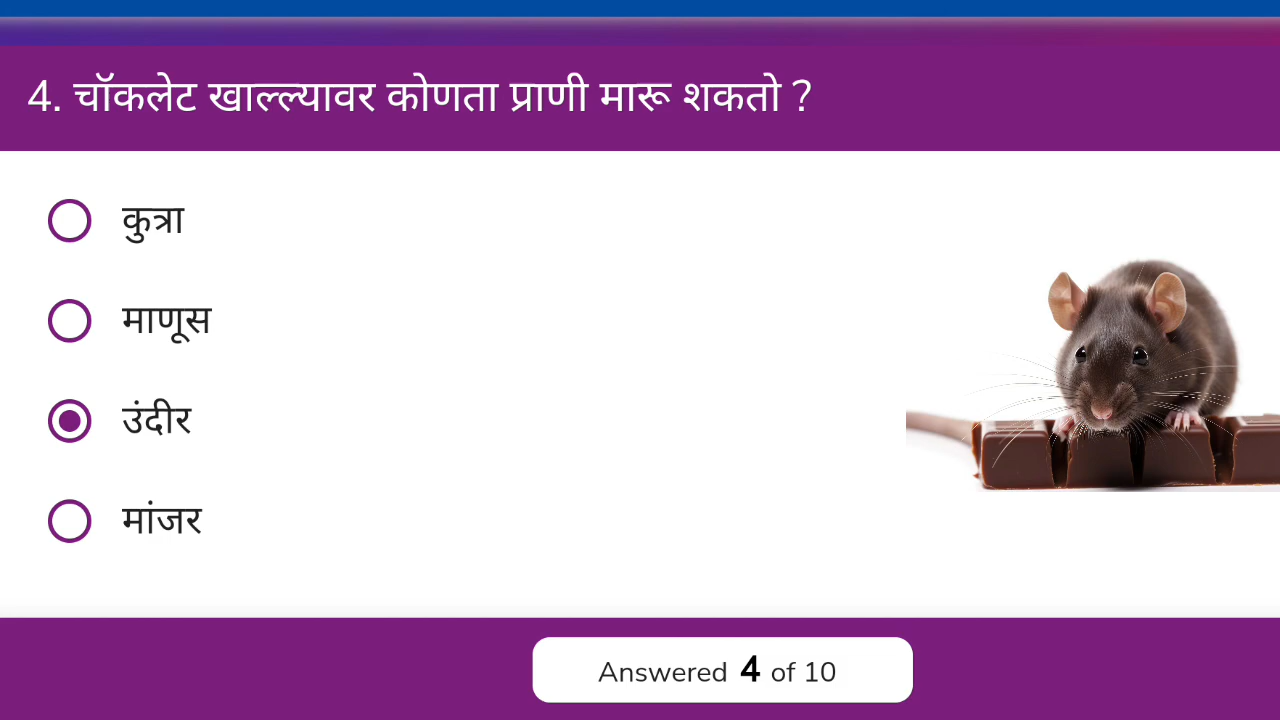 4. चॉकलेट खाल्ल्यावर कोणता प्राणी मारू शकतो ?
कुत्रा
माणूस
उंदीर
मांजर
Answered 4 of 10